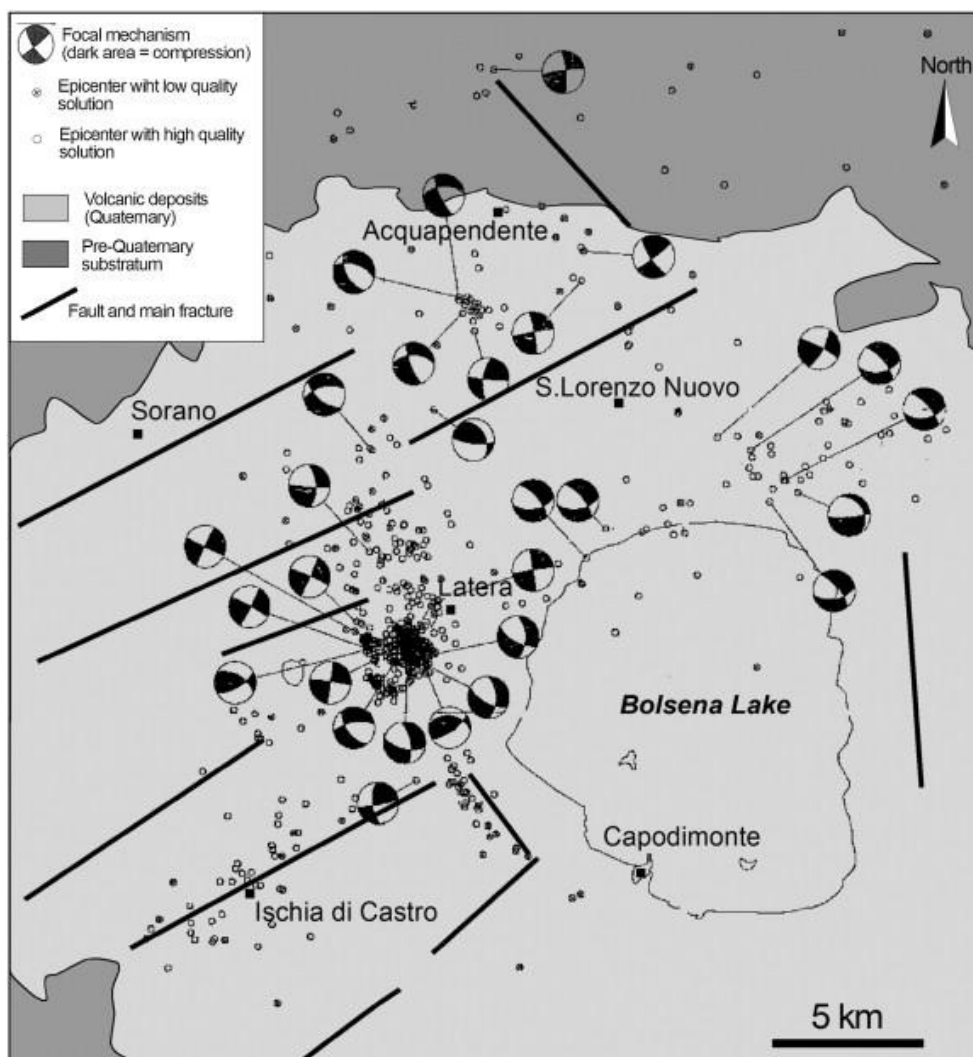 Focal mechanism
(dark area = compression)
Epicenter wiht low quality
solution
Epicenter with high quality
solution
Volcanic deposits
(Quaternary)
Pre-Quaternary
substratum
Fault and main fracture
North
Acquapendente
S.Lorenzo Nuovo
Sorano
Latera
Bolsena Lake
Capodimonte
Ischia di Castro
5 km